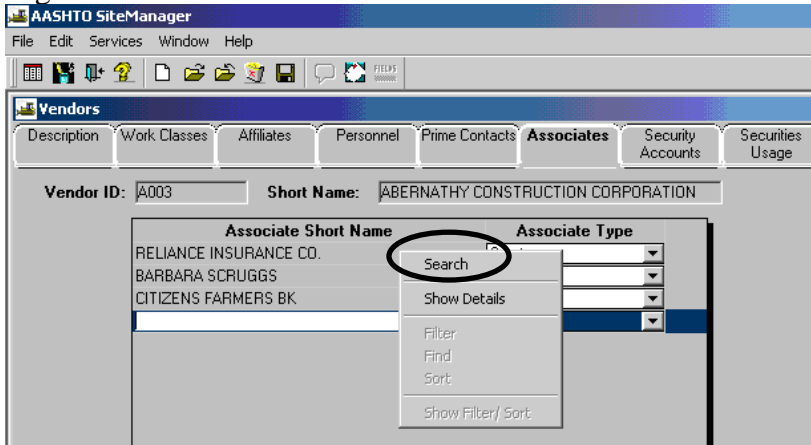 AASHTO SiteManager
File Edit Services Window Help
FIELDS
Vendors
Description Work Classes Affiliates Personnel Prime Contacts Associates Security Accounts Securities Usage
Vendor ID: A003 Short Name: ABERNATHY CONSTRUCTION CORPORATION
Associate Short Name Associate Type
RELIANCE INSURANCE CO.
BARBARA SCRUGGS
CITIZENS FARMERS BK
Search
Show Details
Filter
Find
Sort
Show Filter/ Sort